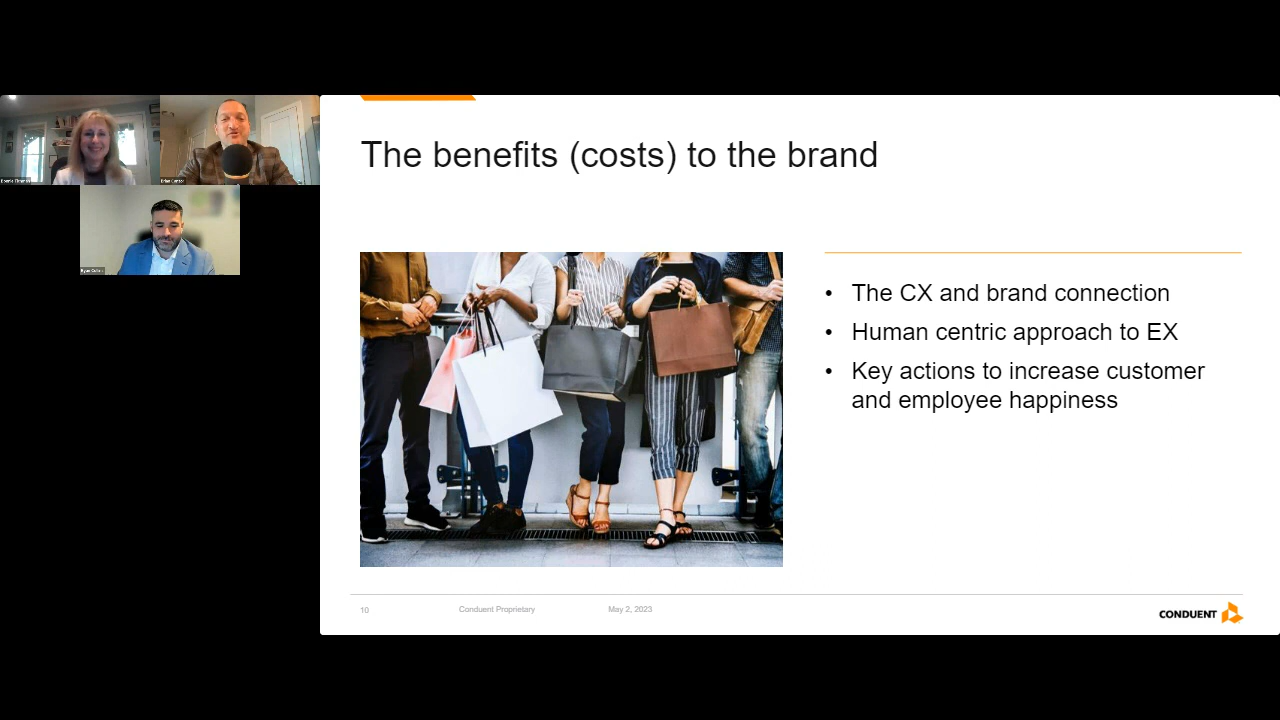 The benefits (costs) to the brand
• The CX and brand connection
• Human centric approach to EX
• Key actions to increase customer
and employee happiness
10
Conduent Proprietary
May 2, 2023
CONDUENT